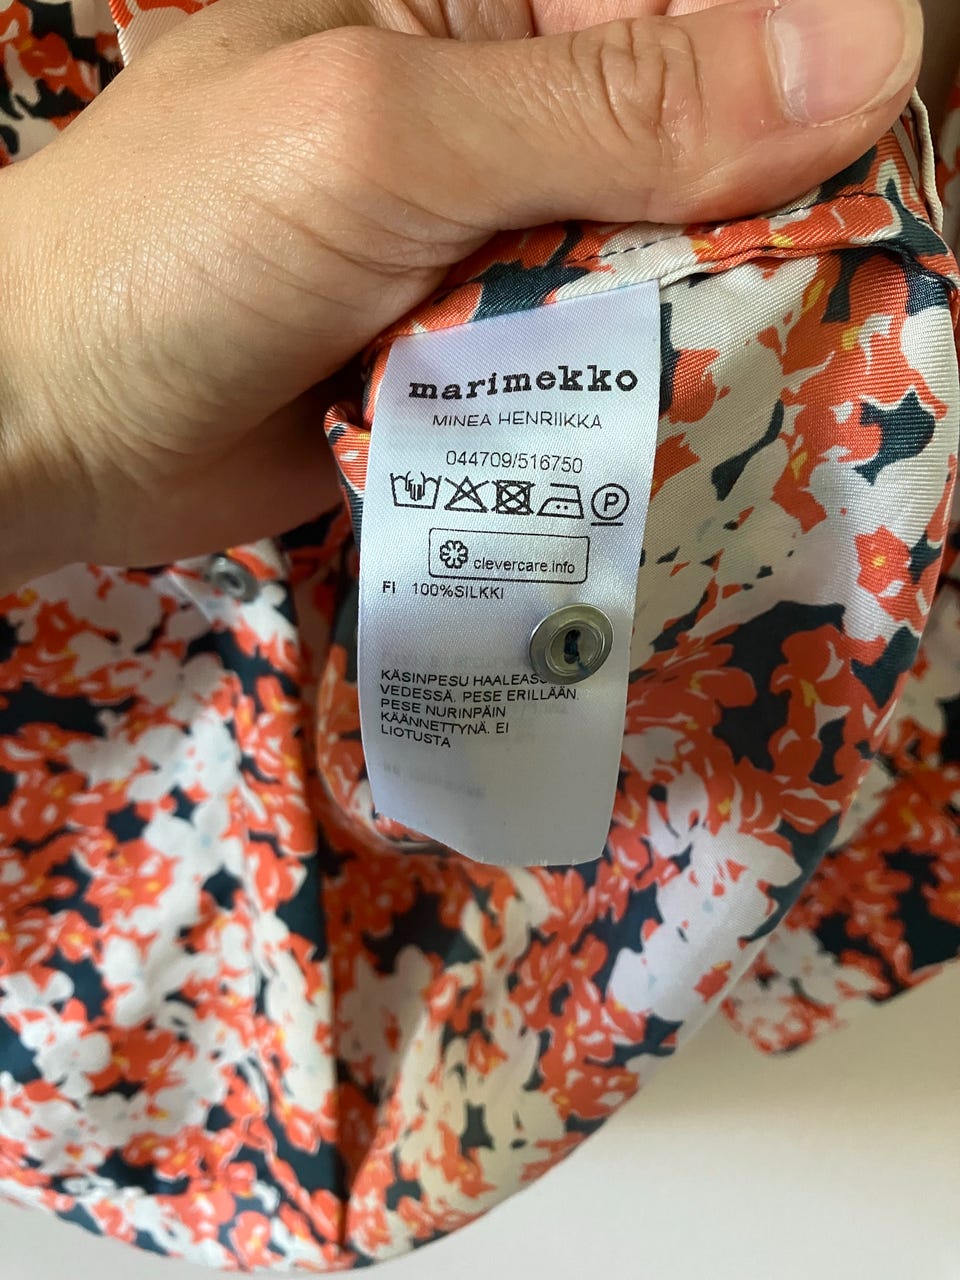 marimekko
MINEA HENRIIKKA
044709/516750
P
clevercare.info
FI 100%SILKKI
KÄSINPESU HAALEAS
VEDESSÄ. PESE ERILLÄÄN.
PESE NURINPÄIN
KÄÄNNETTYNÄ. EI
LIOTUSTA